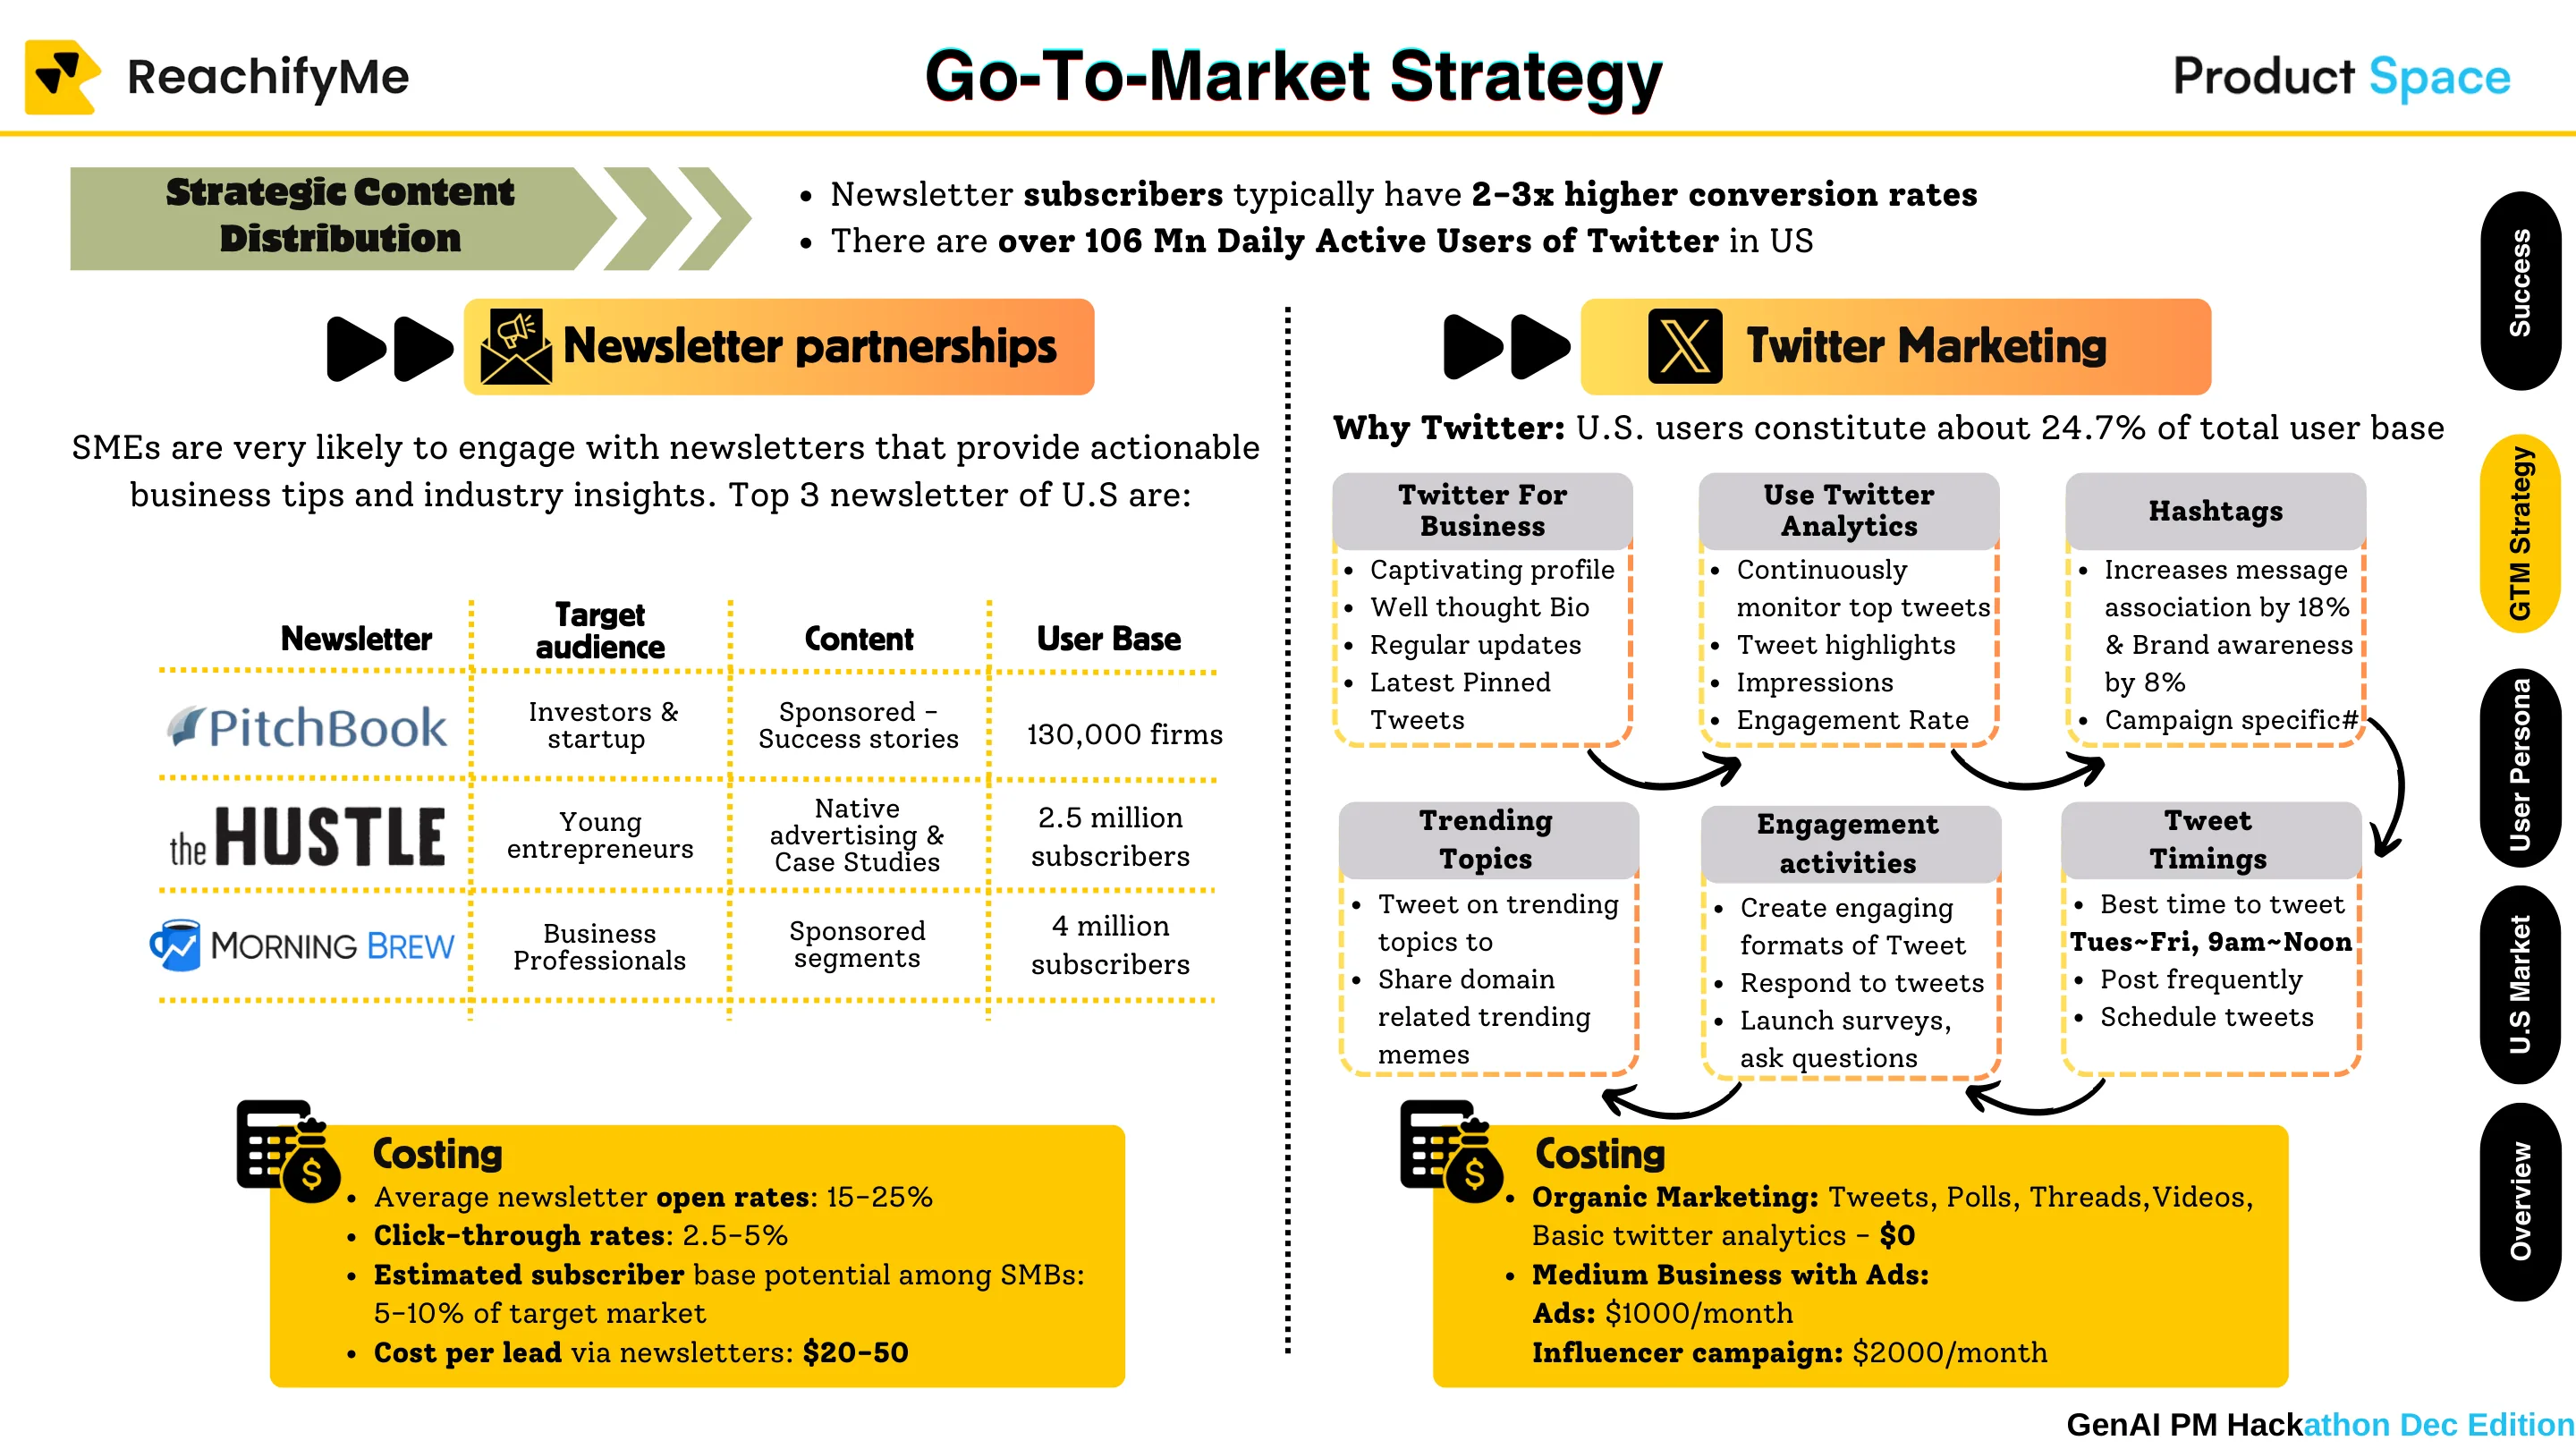 ReachifyMe
Go-To-Market Strategy
Product Space
Strategic Content
Distribution
• Newsletter subscribers typically have 2-3x higher conversion rates
• There are over 106 Mn Daily Active Users of Twitter in US
Newsletter partnerships
SMEs are very likely to engage with newsletters that provide actionable
business tips and industry insights. Top 3 newsletter of U.S are:
Newsletter
Target
audience
Content
User Base
PitchBook
Investors &
startup
Sponsored -
Success stories
130,000 firms
the HUSTLE
Young
entrepreneurs
Native
advertising &
Case Studies
2.5 million
subscribers
MORNING BREW
Business
Professionals
Sponsored
segments
4 million
subscribers
Costing
• Average newsletter open rates: 15-25%
• Click-through rates: 2.5-5%
• Estimated subscriber base potential among SMBs:
5-10% of target market
• Cost per lead via newsletters: $20-50
Twitter Marketing
Why Twitter: U.S. users constitute about 24.7% of total user base
Twitter For
Business
• Captivating profile
• Well thought Bio
• Regular updates
• Latest Pinned
Tweets
Use Twitter
Analytics
• Continuously
monitor top tweets
• Tweet highlights
• Impressions
• Engagement Rate
Hashtags
• Increases message
association by 18%
& Brand awareness
by 8%
• Campaign specific#
Trending
Topics
• Tweet on trending
topics to
• Share domain
related trending
memes
Engagement
activities
• Create engaging
formats of Tweet
• Respond to tweets
• Launch surveys,
ask questions
Tweet
Timings
• Best time to tweet
Tues~Fri, 9am~Noon
• Post frequently
• Schedule tweets
Costing
• Organic Marketing: Tweets, Polls, Threads,Videos,
Basic twitter analytics - $0
• Medium Business with Ads:
Ads: $1000/month
Influencer campaign: $2000/month
Success
GTM Strategy
User Persona
U.S Market
Overview
GenAI PM Hackathon Dec Edition